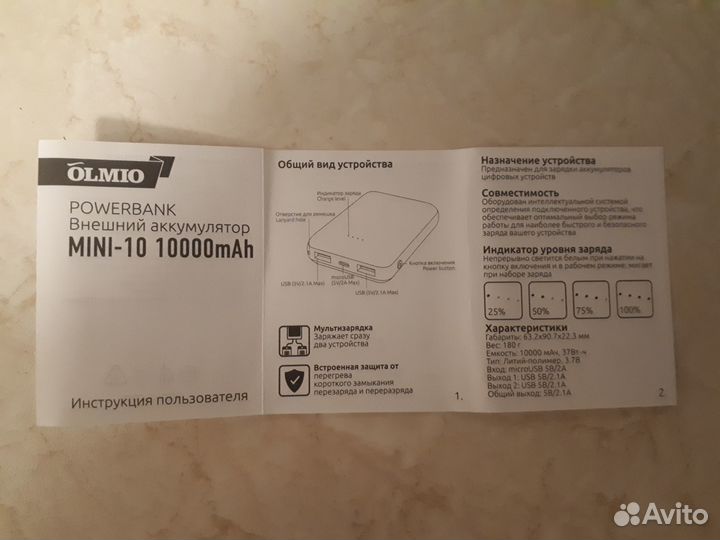 OLMIO
POWERBANK
Внешний аккумулятор
MINI-10 10000mAh
Инструкция пользователя
Общий вид устройства
Индикатор заряда
Charge level
Отверстие для ремешка
Lanyard hole
Кнопка включения
Power button
USB (5V/2.1A Max)
microUSB
(5V/2A Max)
USB (5V/2.1A Max)
Мультизарядка
Заряжает сразу
два устройства
Встроенная защита от
перегрева
короткого замыкания
перезаряда и переразряда
1.
Назначение устройства
Предназначен для зарядки аккумуляторов
цифровых устройств
Совместимость
Оборудован интеллектуальной системой
определения подключенного устройства, что
обеспечивает оптимальный выбор режима
работы для наиболее быстрого и безопасного
заряда вашего устройства
Индикатор уровня заряда
Непрерывно светится белым при нажатии на
кнопку включения и в рабочем режиме, мигает
при наборе заряда
25% 50% 75% 100%
Характеристики
Габариты: 63.2x90.7x22.3 мм
Вес: 180 г
Емкость: 10000 мАч, 37Вт·ч
Тип: Литий-полимер, 3.7В
Вход: microUSB 5В/2А
Выход 1: USB 5В/2.1А
Выход 2: USB 5В/2.1А
Общий выход: 5В/2.1А
2.
Avito